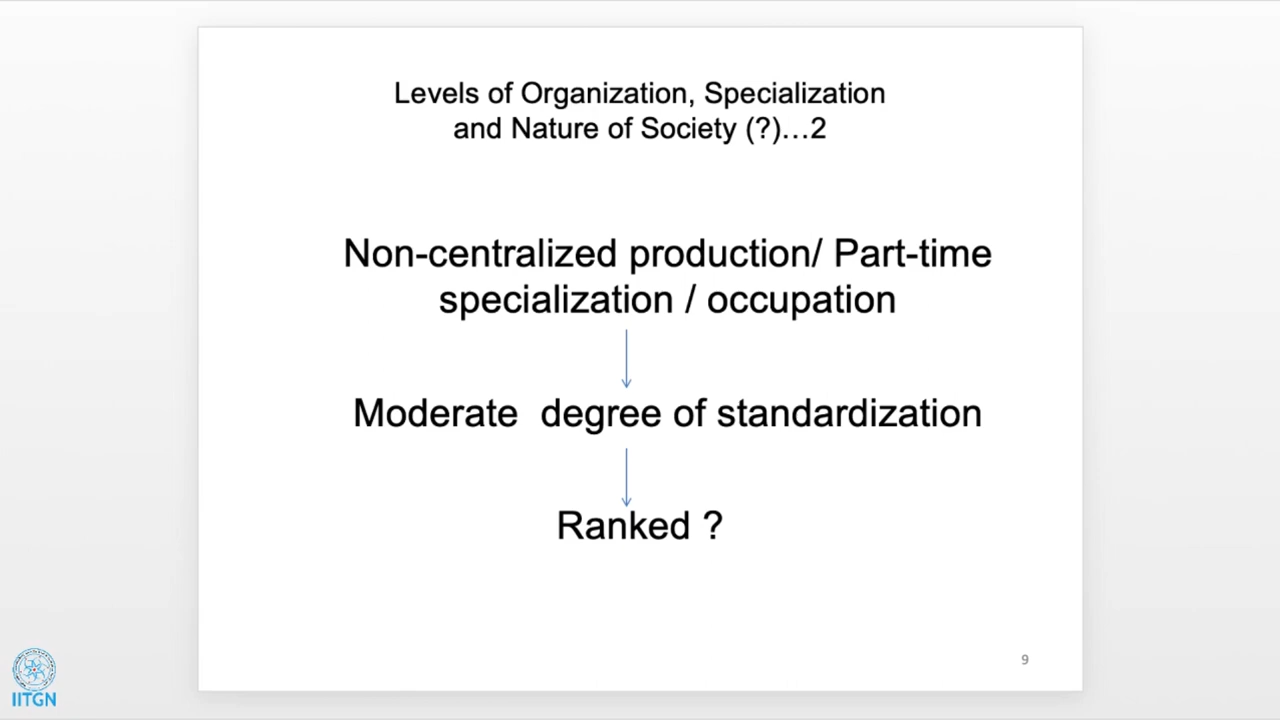 Levels of Organization, Specialization
and Nature of Society (?)...2
Non-centralized production/ Part-time
specialization / occupation
Moderate  degree of standardization
Ranked ?
9
IITGN